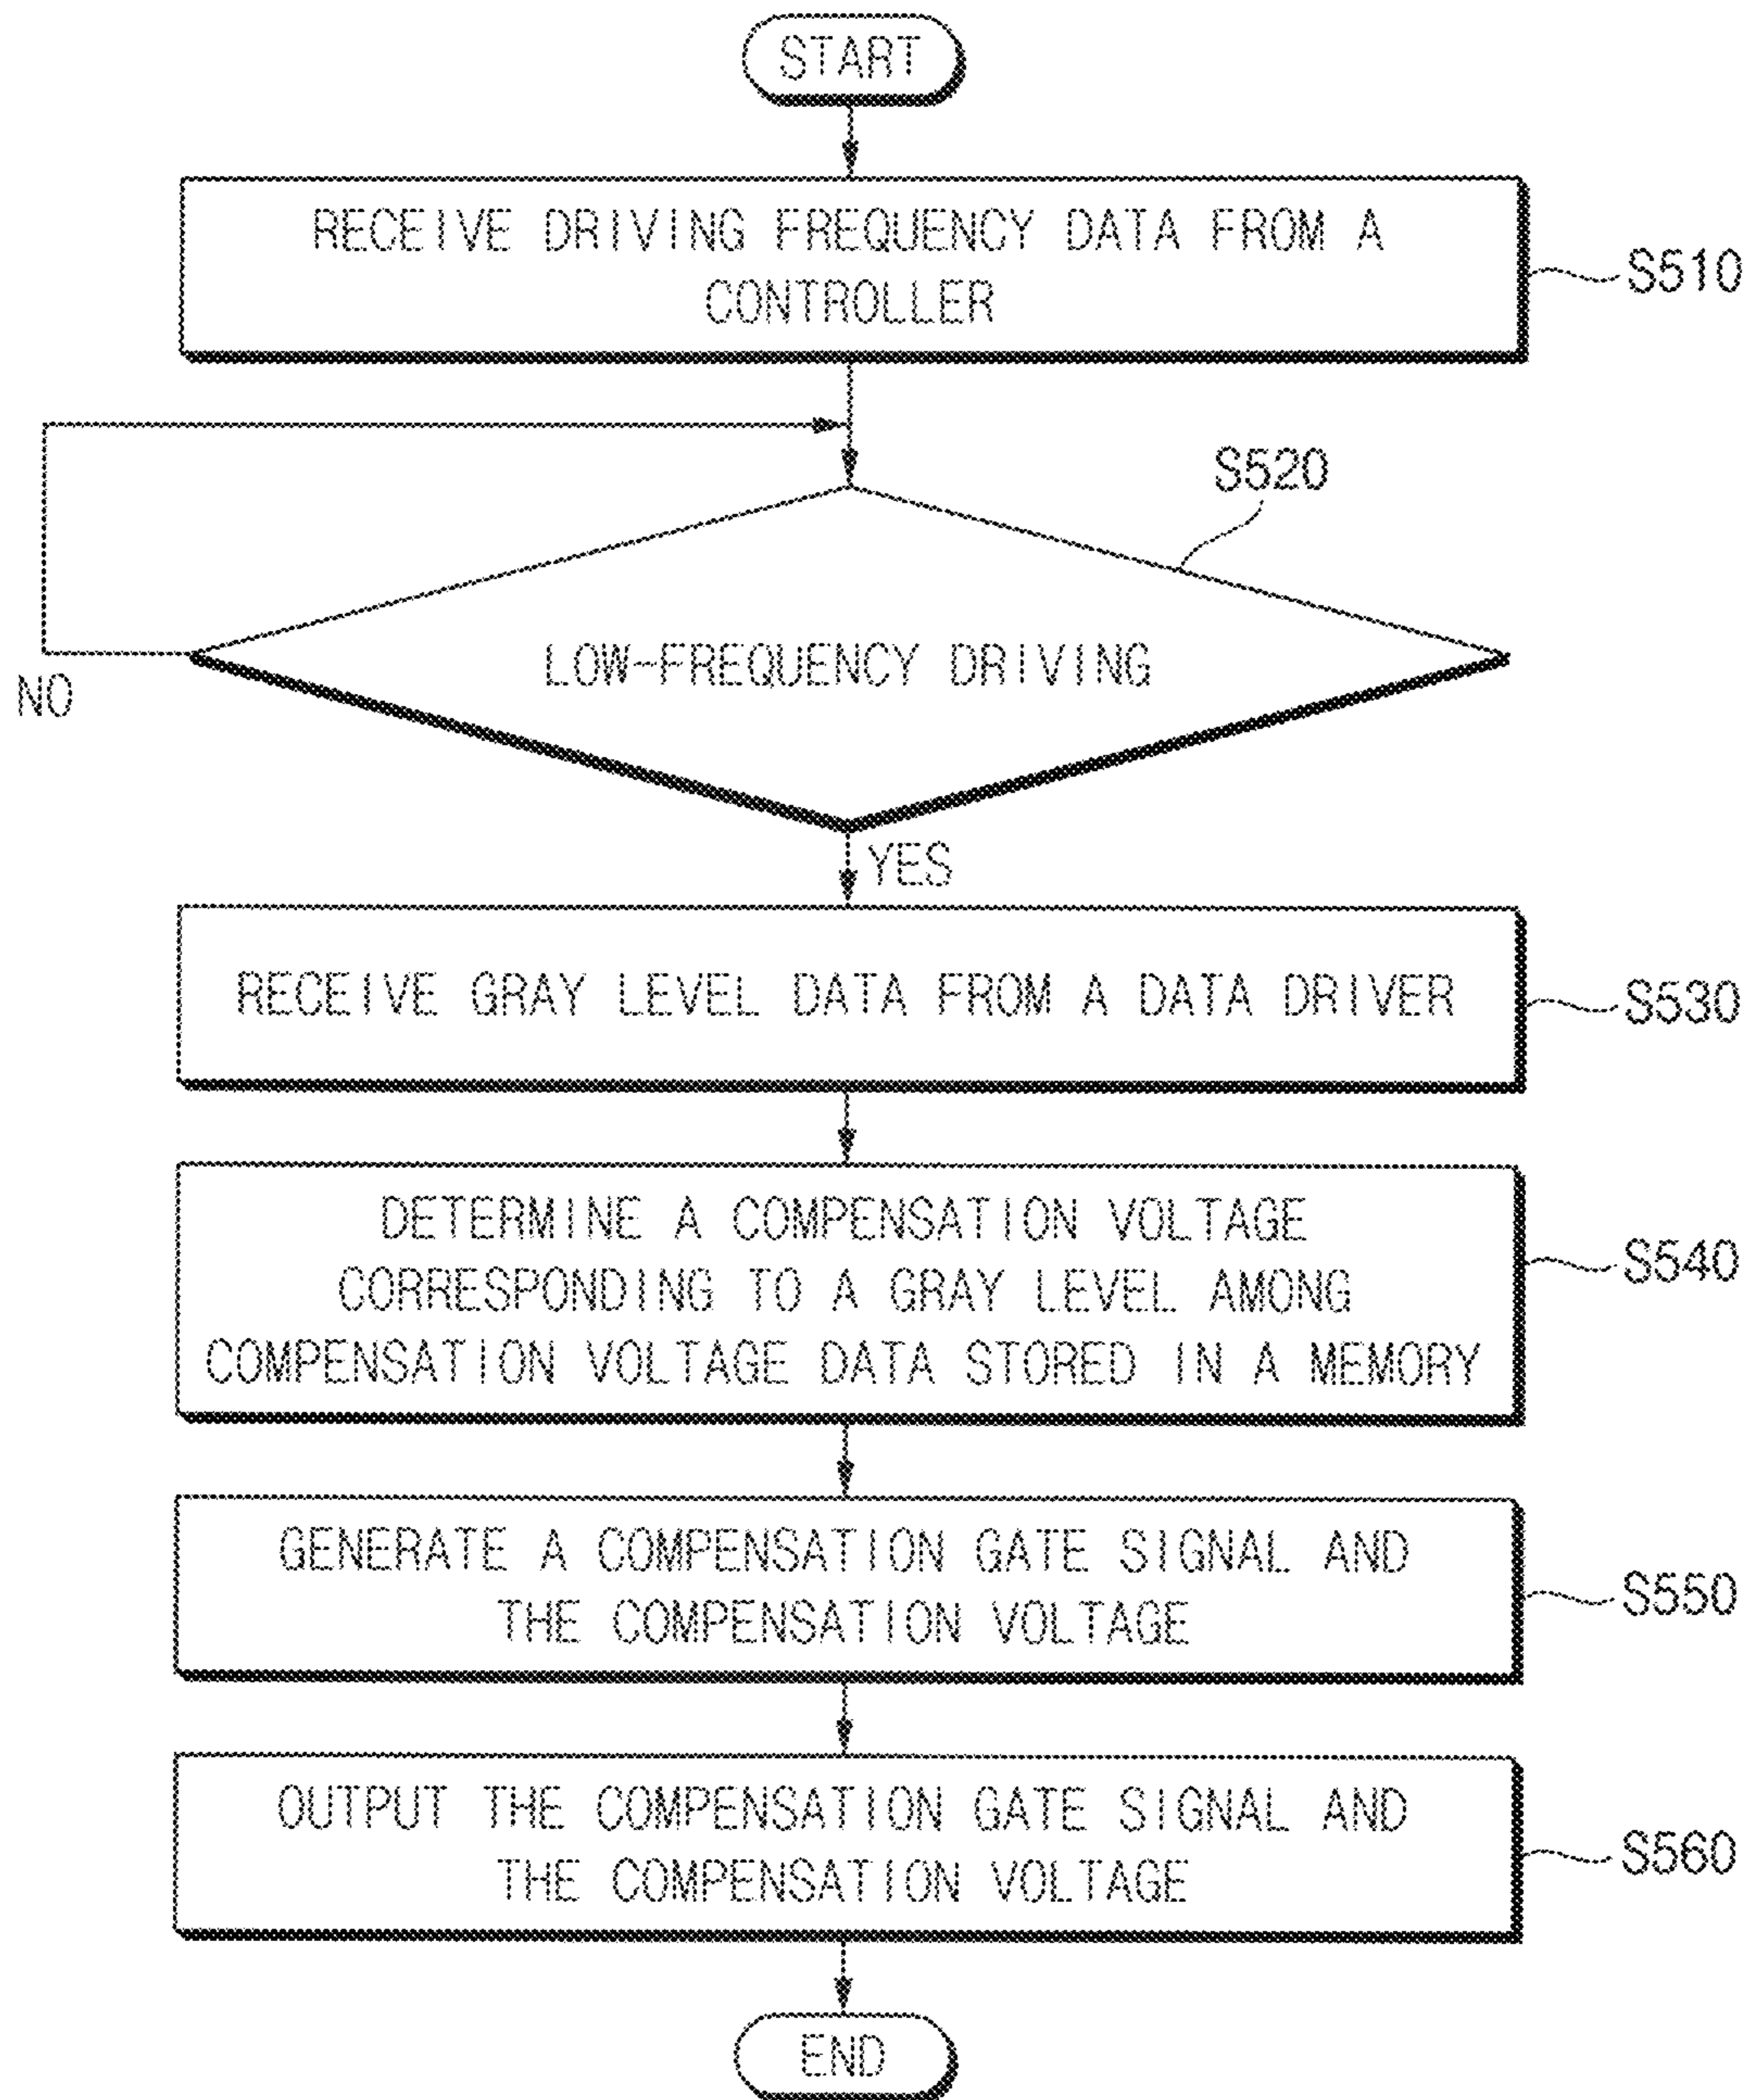 START
RECEIVE DRIVING FREQUENCY DATA FROM A
CONTROLLER
S510
S520
LOW-FREQUENCY DRIVING
NO
YES
RECEIVE GRAY LEVEL DATA FROM A DATA DRIVER
S530
DETERMINE A COMPENSATION VOLTAGE
CORRESPONDING TO A GRAY LEVEL AMONG
COMPENSATION VOLTAGE DATA STORED IN A MEMORY
S540
GENERATE A COMPENSATION GATE SIGNAL AND
THE COMPENSATION VOLTAGE
S550
OUTPUT THE COMPENSATION GATE SIGNAL AND
THE COMPENSATION VOLTAGE
S560
END